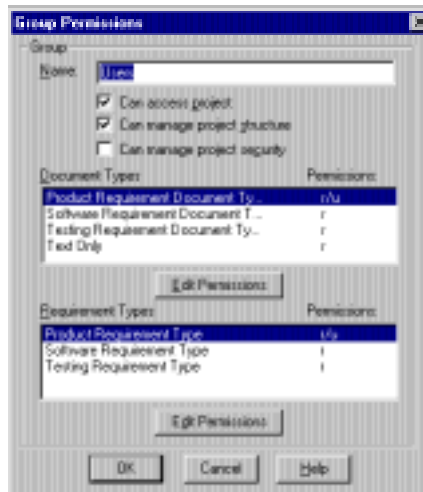 Group Permissions
Group
Name: Users
Can access project
Can manage project structure
Can manage project security
Document Types: Permissions:
Product Requirement Document Ty... r/u
Software Requirement Document T... r
Testing Requirement Document Ty... r
Text Only r
Edit Permissions
Requirement Types: Permissions:
Product Requirement Type r/u
Software Requirement Type r
Testing Requirement Type r
Edit Permissions
OK Cancel Help